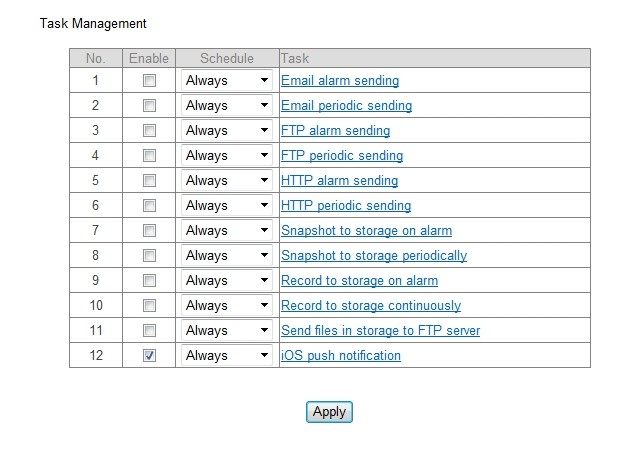 Task Management
No. Enable Schedule Task
1 Always Email alarm sending
2 Always Email periodic sending
3 Always FTP alarm sending
4 Always FTP periodic sending
5 Always HTTP alarm sending
6 Always HTTP periodic sending
7 Always Snapshot to storage on alarm
8 Always Snapshot to storage periodically
9 Always Record to storage on alarm
10 Always Record to storage continuously
11 Always Send files in storage to FTP server
12 Always iOS push notification
Apply